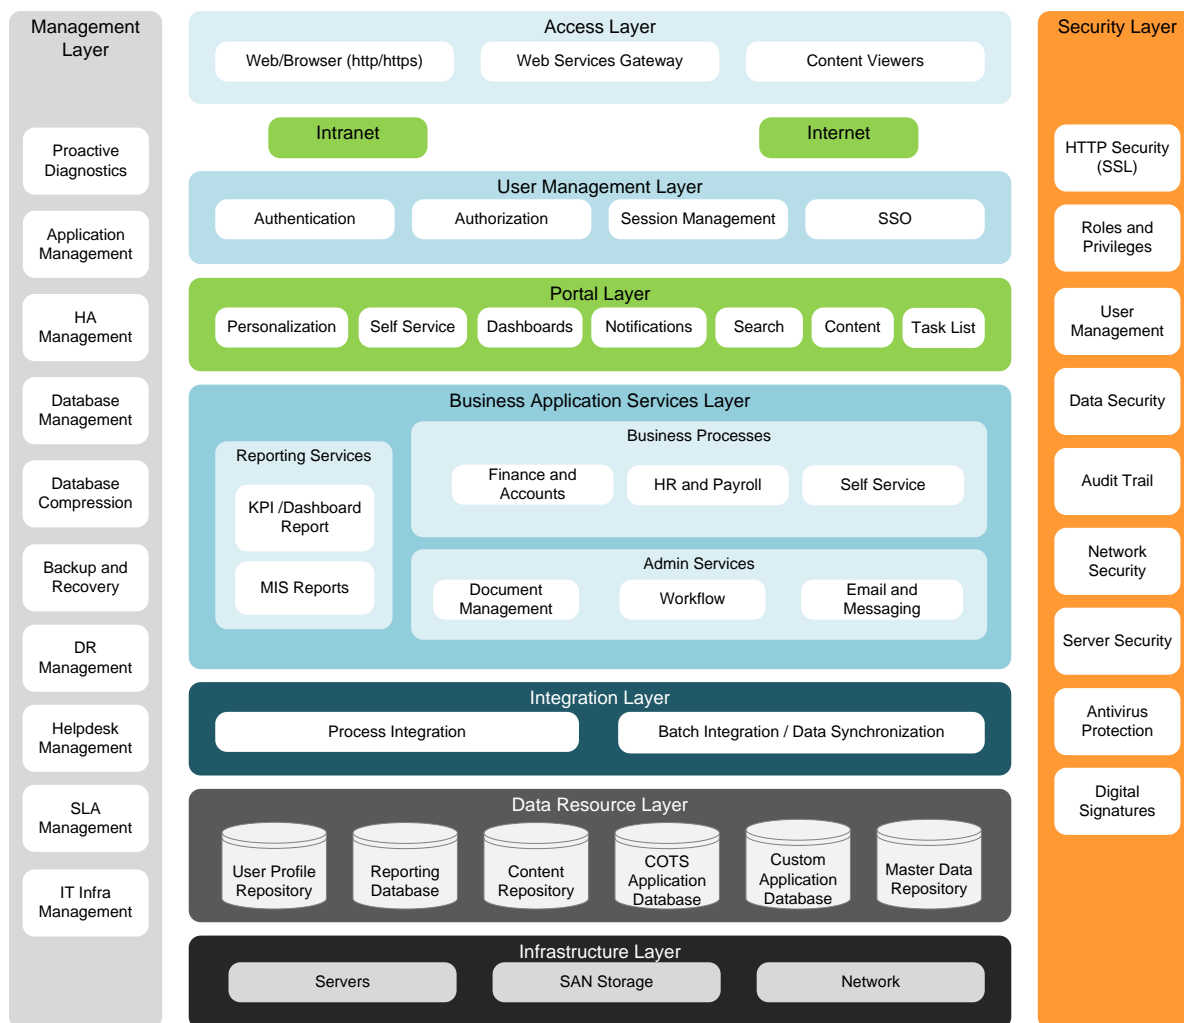 Management
Layer
Proactive
Diagnostics
Application
Management
HA
Management
Database
Management
Database
Compression
Backup and
Recovery
DR
Management
Helpdesk
Management
SLA
Management
IT Infra
Management
Access Layer
Web/Browser (http/https)
Web Services Gateway
Content Viewers
Intranet
Internet
User Management Layer
Authentication
Authorization
Session Management
SSO
Portal Layer
Personalization
Self Service
Dashboards
Notifications
Search
Content
Task List
Business Application Services Layer
Reporting Services
KPI /Dashboard
Report
MIS Reports
Business Processes
Finance and
Accounts
HR and Payroll
Self Service
Admin Services
Document
Management
Workflow
Email and
Messaging
Integration Layer
Process Integration
Batch Integration / Data Synchronization
Data Resource Layer
User Profile
Repository
Reporting
Database
Content
Repository
COTS
Application
Database
Custom
Application
Database
Master Data
Repository
Infrastructure Layer
Servers
SAN Storage
Network
Security Layer
HTTP Security
(SSL)
Roles and
Privileges
User
Management
Data Security
Audit Trail
Network
Security
Server Security
Antivirus
Protection
Digital
Signatures